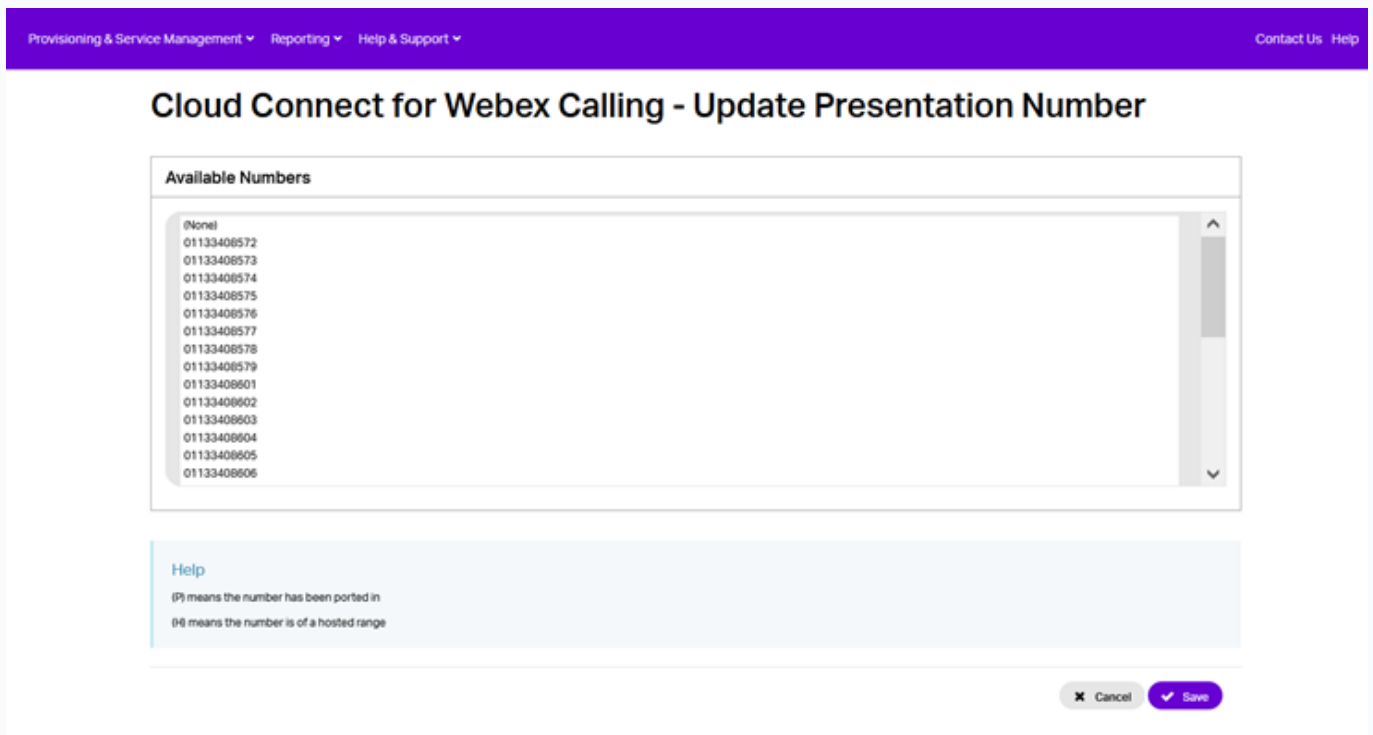 Provisioning & Service Management Reporting Help & Support Contact Us Help
Cloud Connect for Webex Calling - Update Presentation Number
Available Numbers
(None)
01133408572
01133408573
01133408574
01133408575
01133408576
01133408577
01133408578
01133408579
01133408601
01133408602
01133408603
01133408604
01133408605
01133408606
Help
(P) means the number has been ported in
(H) means the number is of a hosted range
Cancel Save